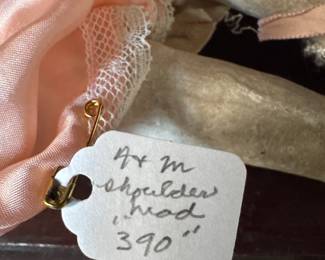 A + M
shoulder
"head
390"